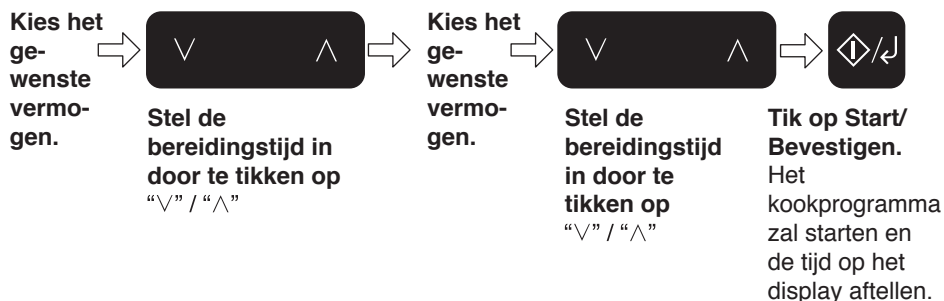 Kies het
ge-
wenste
vermo-
gen.
Stel de
bereidingstijd in
door te tikken op
“∨” / “∧”
Kies het
ge-
wenste
vermo-
gen.
Stel de
bereidingstijd
in door te
tikken op
“∨” / “∧”
Tik op Start/
Bevestigen.
Het
kookprogramma
zal starten en
de tijd op het
display aftellen.